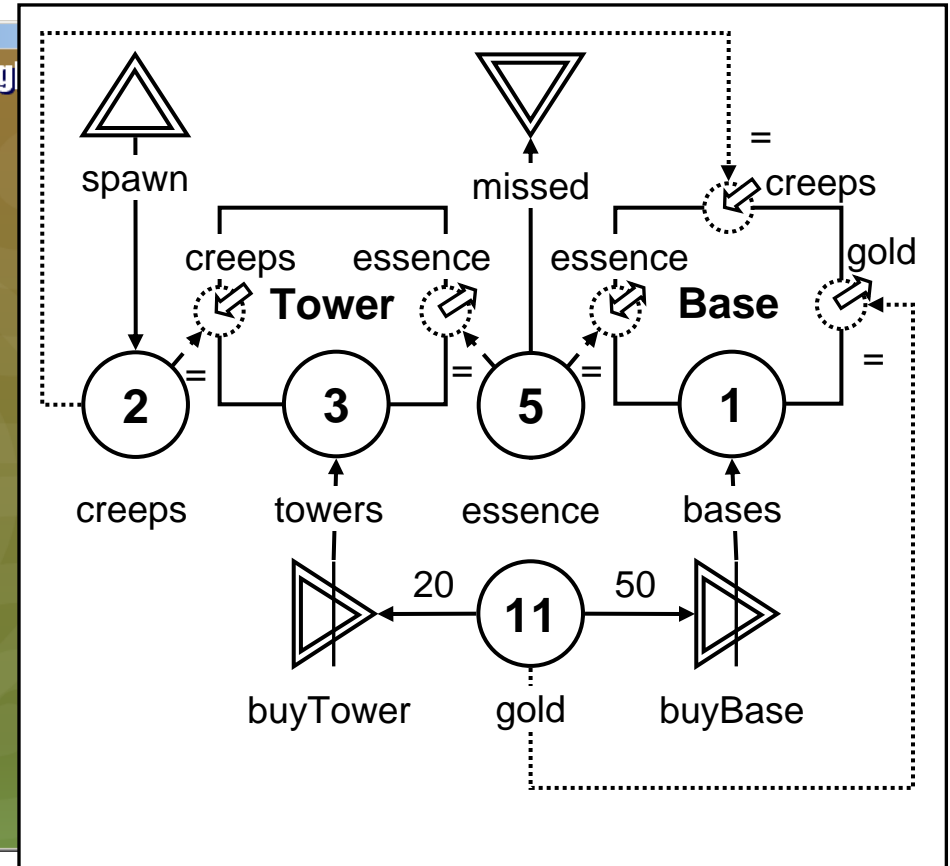 =
spawn
missed
creeps
creeps
essence
essence
gold
Tower
Base
=
=
=
=
2
3
5
1
creeps
towers
essence
bases
20
50
11
buyTower
gold
buyBase